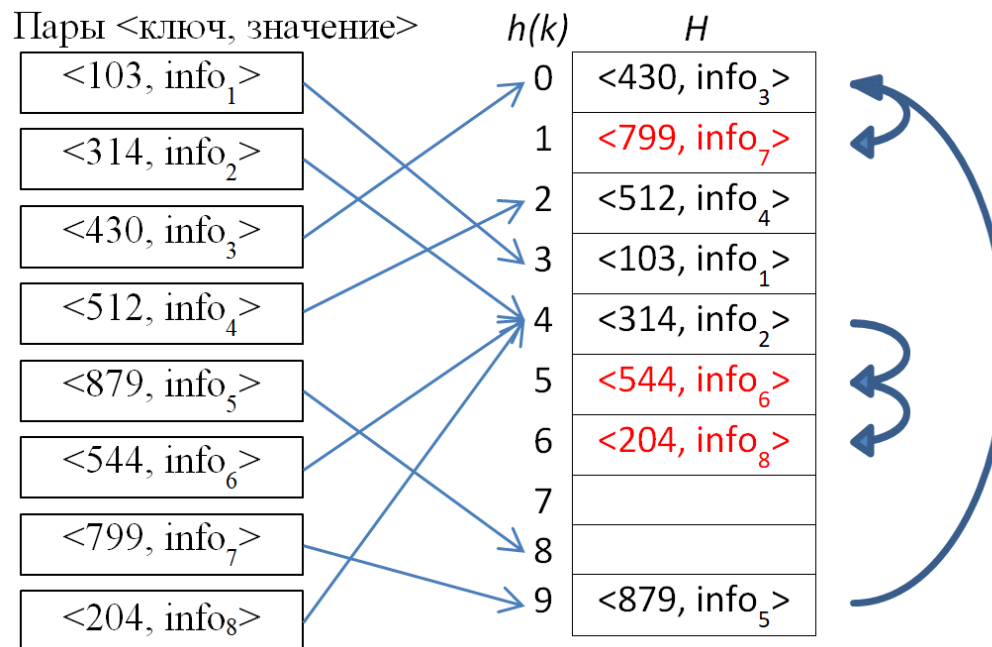 Пары <ключ, значение> h(k) H
<103, info1> 0 <430, info3>
<314, info2> 1 <799, info7>
<430, info3> 2 <512, info4>
<512, info4> 3 <103, info1>
<879, info5> 4 <314, info2>
<544, info6> 5 <544, info6>
<799, info7> 6 <204, info8>
<204, info8> 7
8
9 <879, info5>